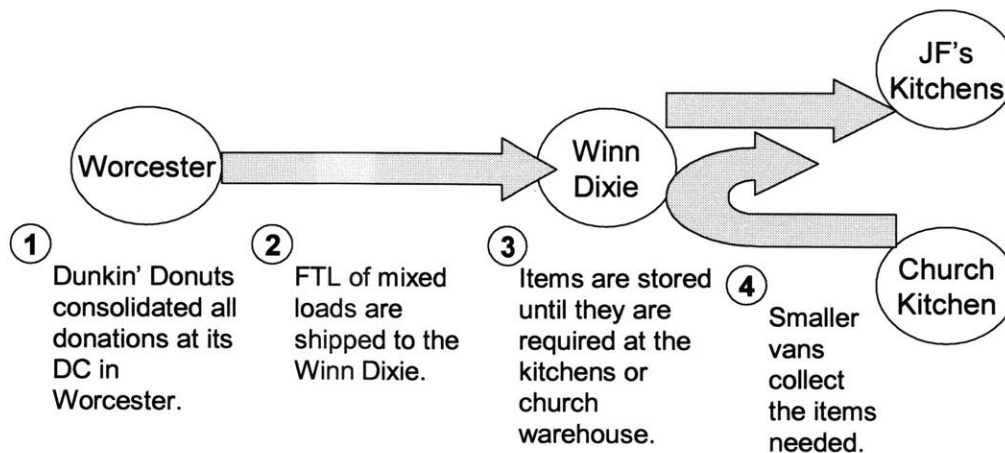 JF's
Kitchens
Worcester
Winn
Dixie
Church
Kitchen
1
Dunkin' Donuts
consolidated all
donations at its
DC in
Worcester.
2
FTL of mixed
loads are
shipped to the
Winn Dixie.
3
Items are stored
until they are
required at the
kitchens or
church
warehouse.
4
Smaller
vans
collect
the items
needed.